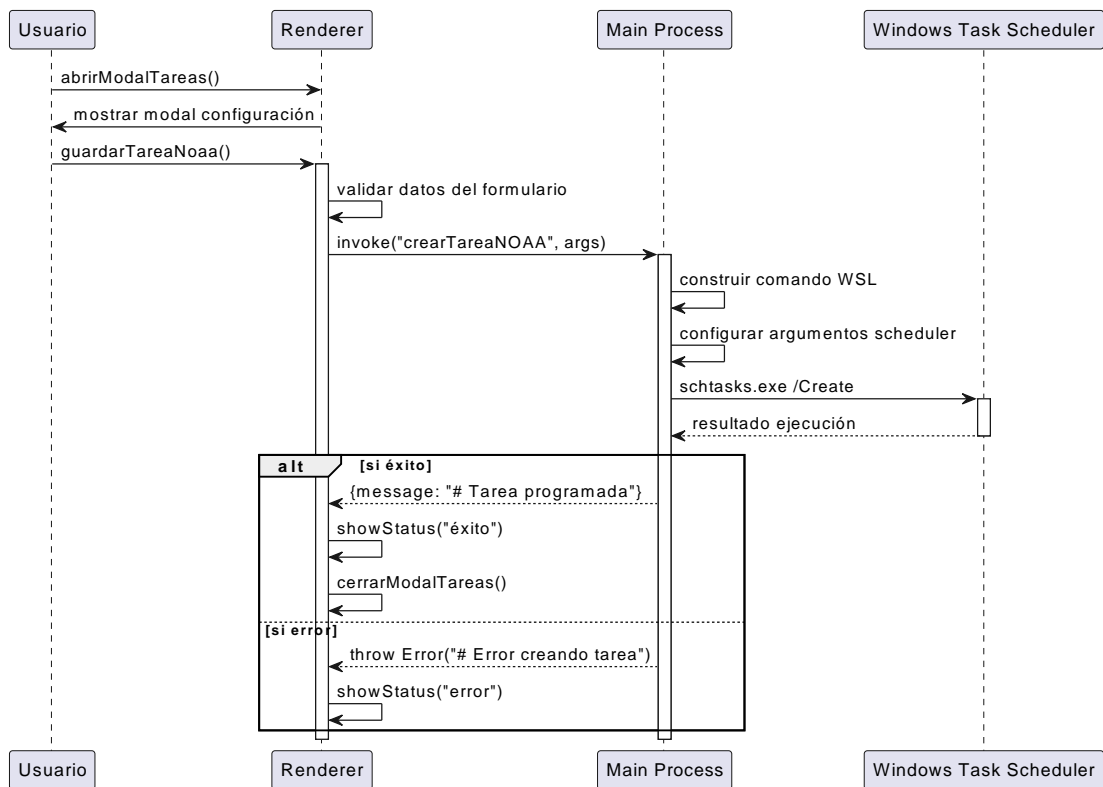 Usuario
Renderer
Main Process
Windows Task Scheduler
abrirModalTareas()
mostrar modal configuración
guardarTareaNoaa()
validar datos del formulario
invoke("crearTareaNOAA", args)
construir comando WSL
configurar argumentos scheduler
schtasks.exe /Create
resultado ejecución
alt
[si éxito]
{message: "# Tarea programada"}
showStatus("éxito")
cerrarModalTareas()
[si error]
throw Error("# Error creando tarea")
showStatus("error")
Usuario
Renderer
Main Process
Windows Task Scheduler